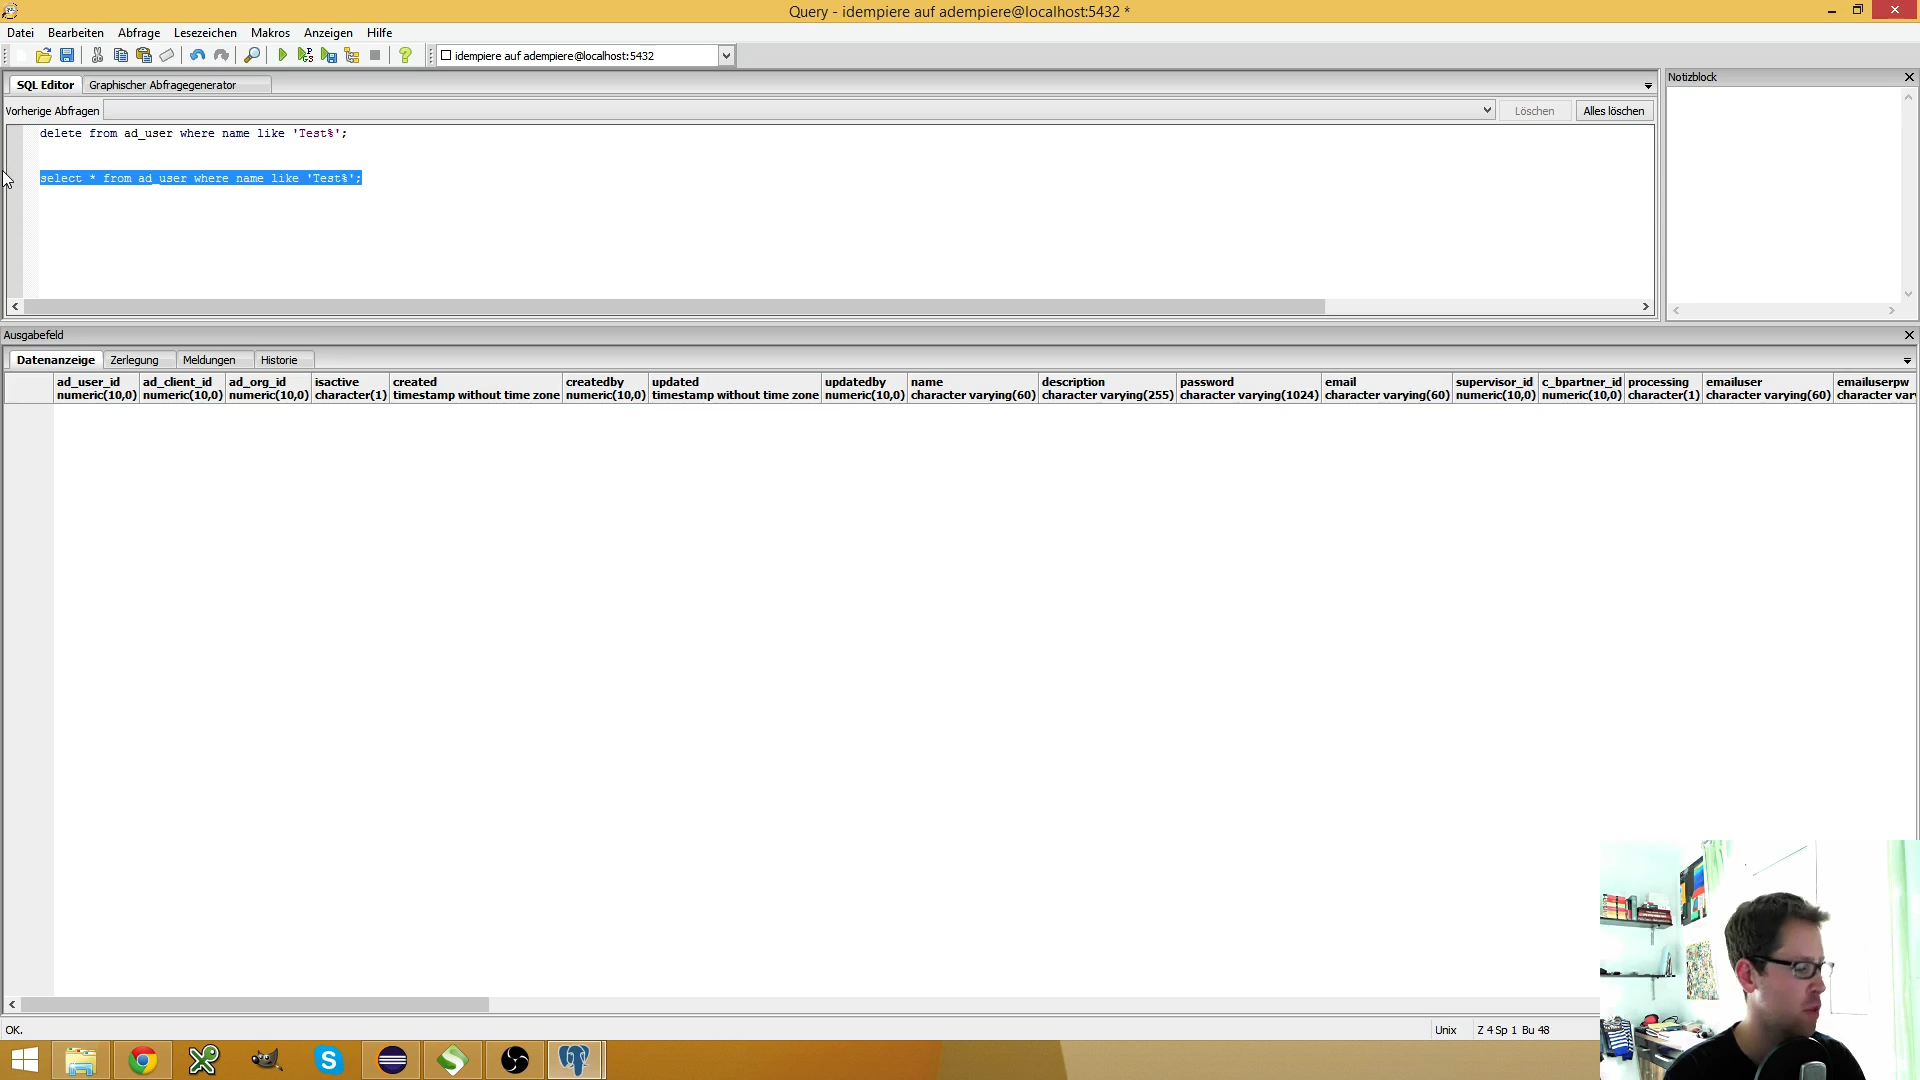 Query - idempiere auf adempiere@localhost:5432 *
Datei Bearbeiten Abfrage Lesezeichen Makros Anzeigen Hilfe
idempiere auf adempiere@localhost:5432
SQL Editor Graphischer Abfragegenerator
Notizblock
Vorherige Abfragen Löschen Alles löschen
delete from ad_user where name like 'Test%';
select * from ad_user where name like 'Test%';
Ausgabefeld
Datenanzeige Zerlegung Meldungen Historie
ad_user_id ad_client_id ad_org_id isactive created createdby updated updatedby name description password email supervisor_id c_bpartner_id processing emailuser emailuserpw
numeric(10,0) numeric(10,0) numeric(10,0) character(1) timestamp without time zone numeric(10,0) timestamp without time zone numeric(10,0) character varying(60) character varying(255) character varying(1024) character varying(60) numeric(10,0) numeric(10,0) character(1) character varying(60) character var
OK. Unix Z 4 Sp 1 Bu 48